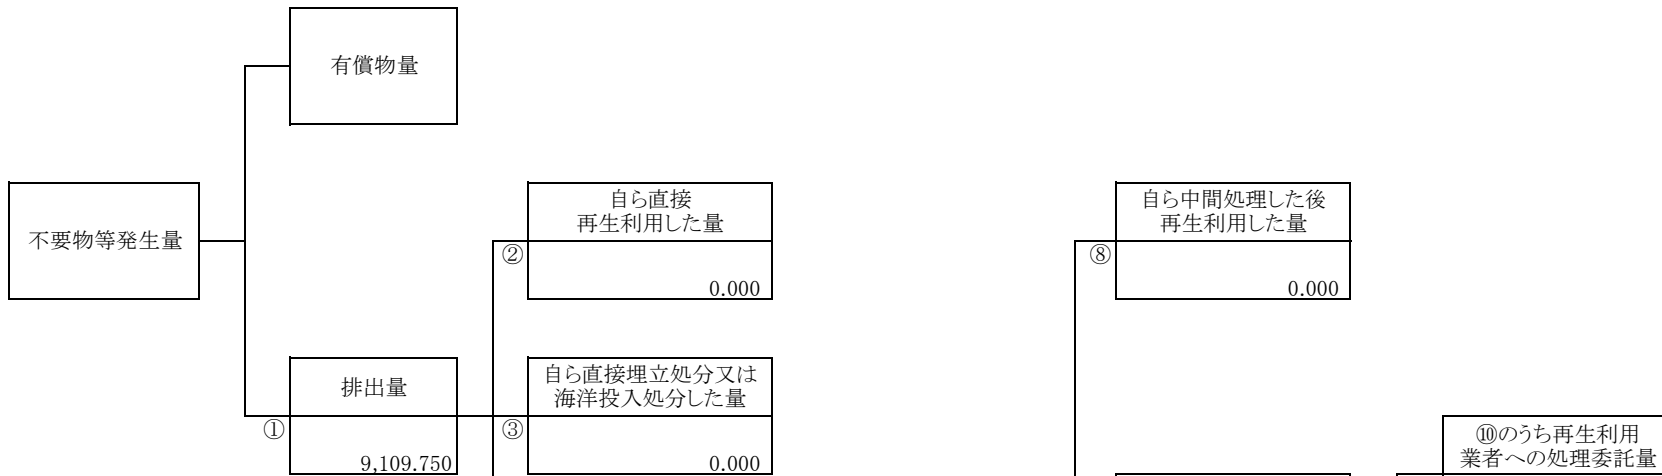 有償物量
不要物等発生量
自ら直接
再生利用した量
②
0.000
自ら中間処理した後
再生利用した量
⑧
0.000
排出量
①
9,109.750
自ら直接埋立処分又は
海洋投入処分した量
③
0.000
⑩のうち再生利用
業者への処理委託量